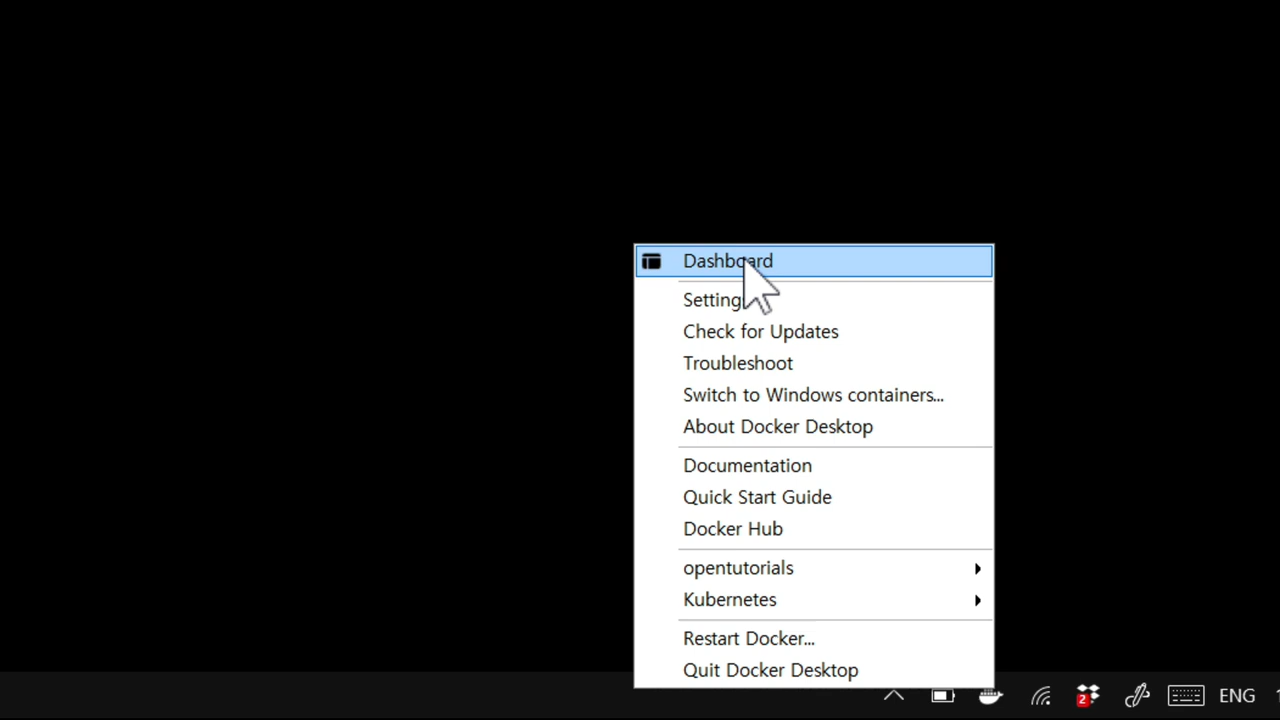 Dashboard
Settings
Check for Updates
Troubleshoot
Switch to Windows containers...
About Docker Desktop
Documentation
Quick Start Guide
Docker Hub
opentutorials
Kubernetes
Restart Docker...
Quit Docker Desktop
2
ENG